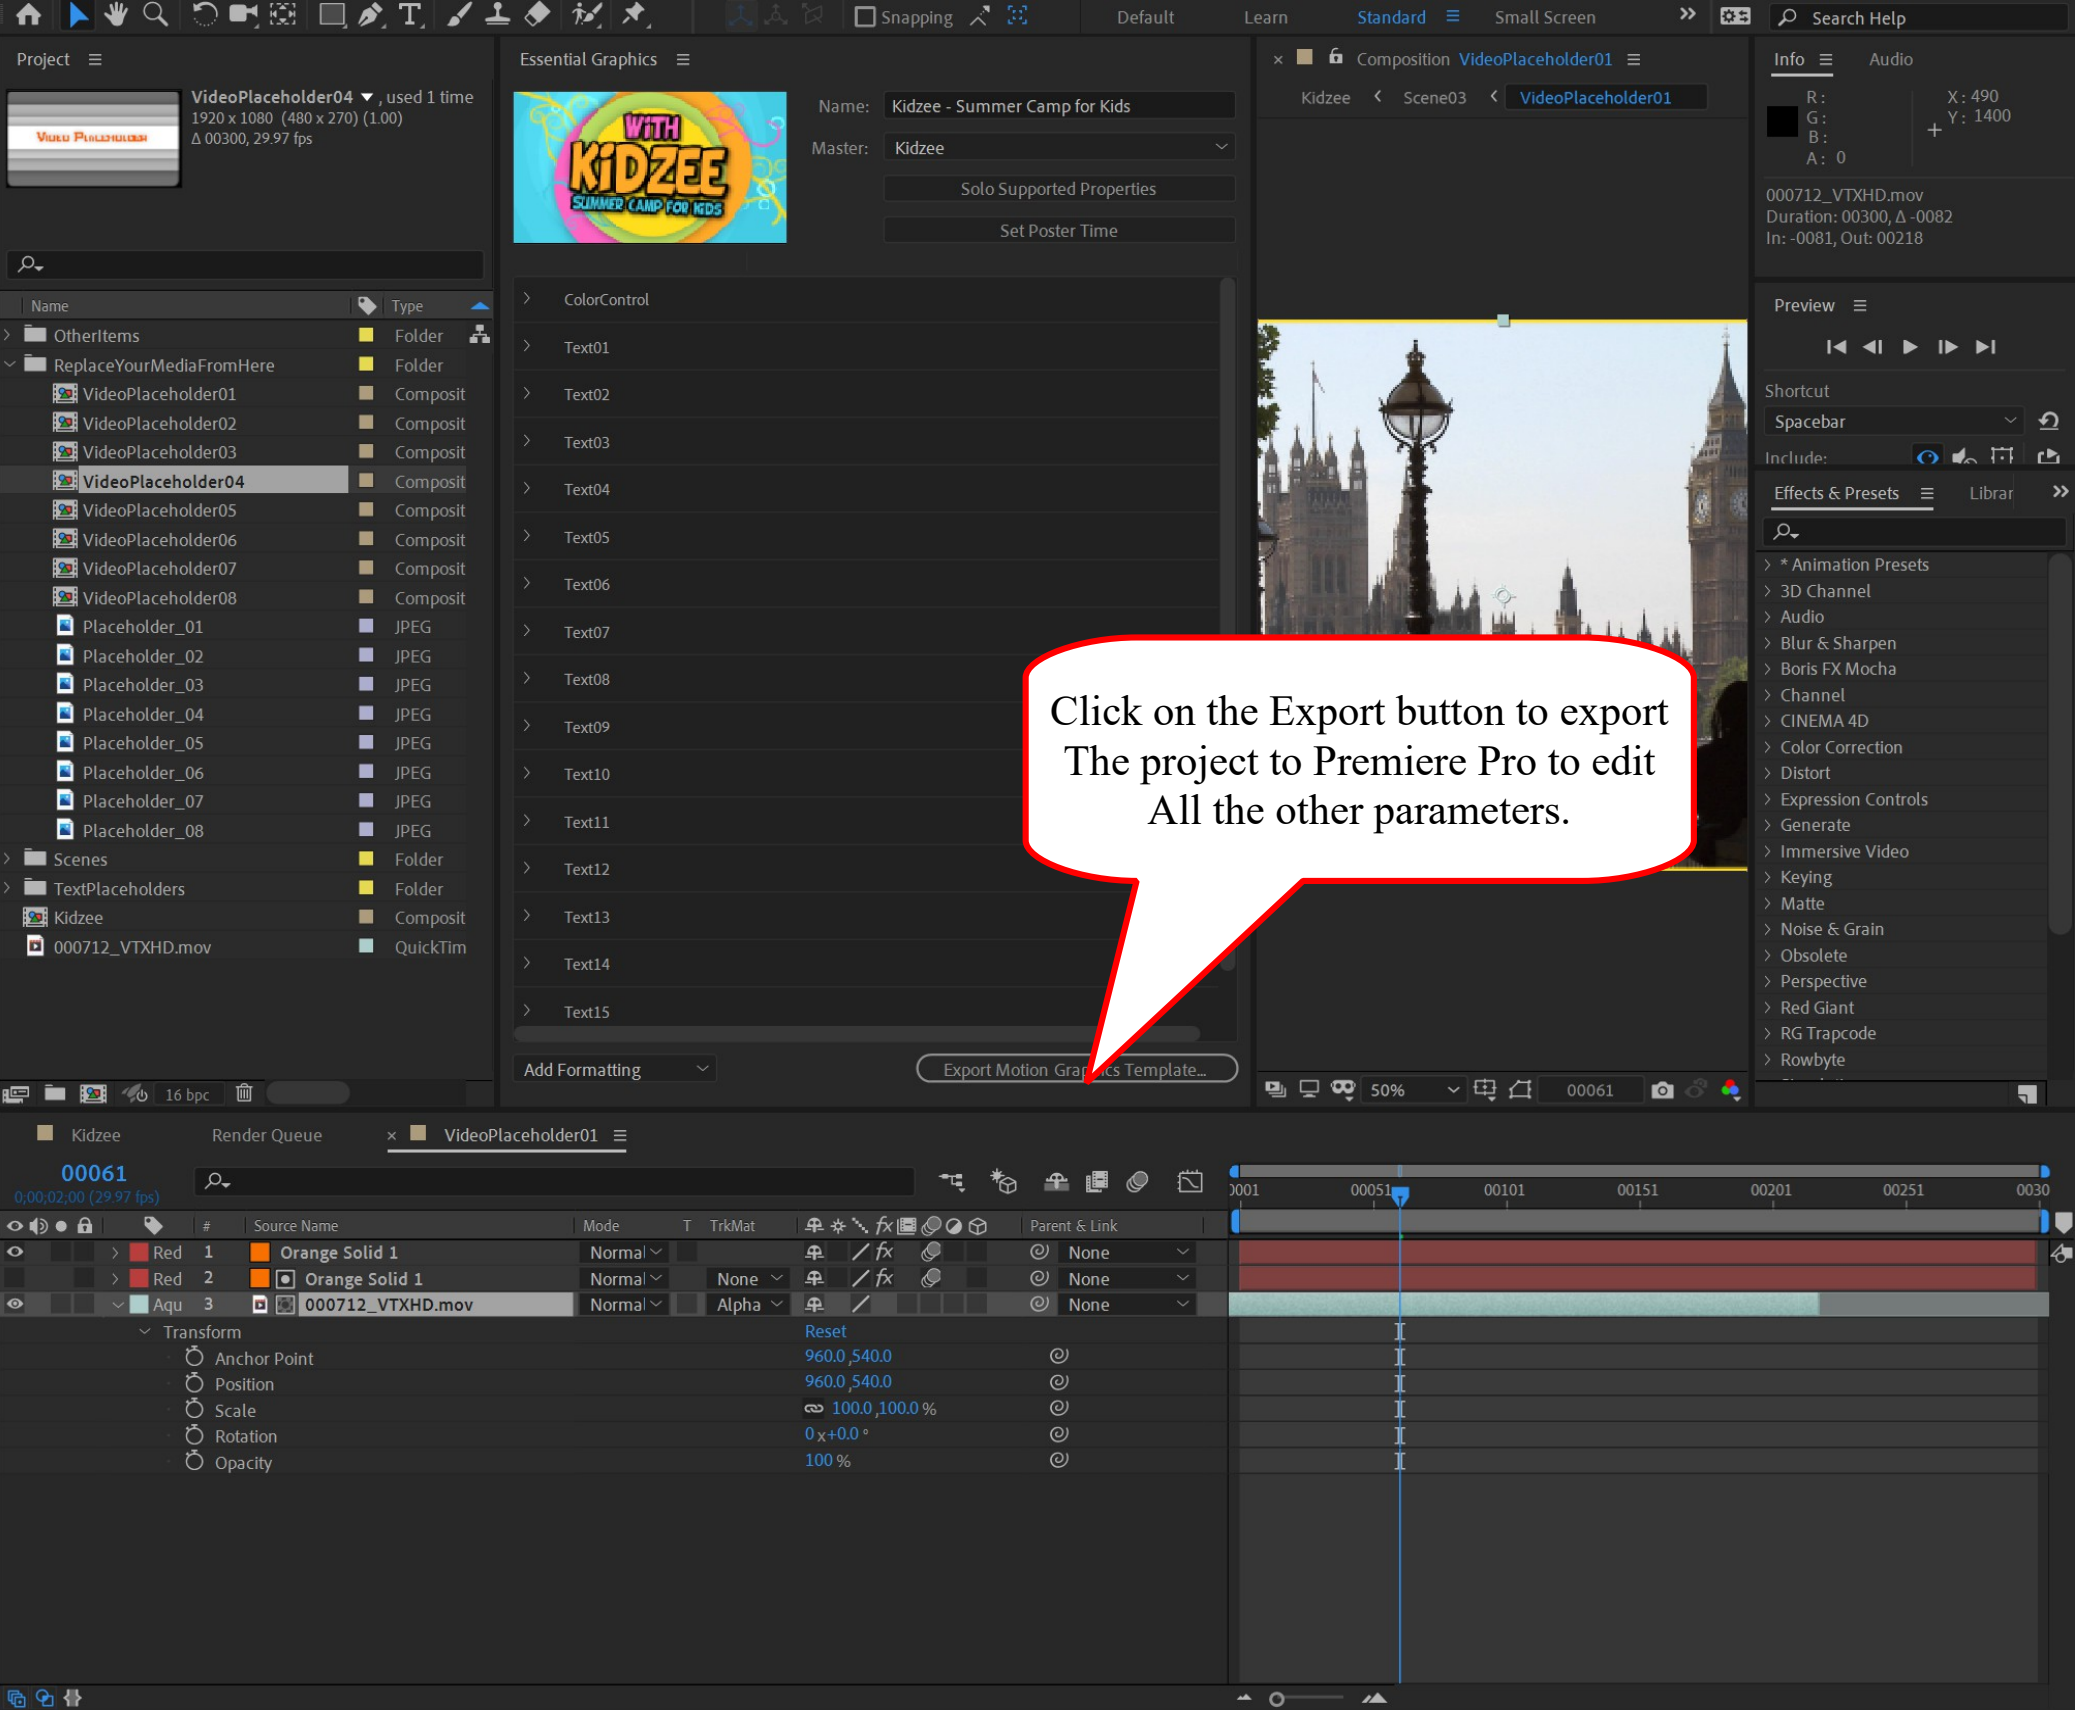 Snapping
Default
Learn
Standard
Small Screen
Search Help
Project
VideoPlaceholder04 , used 1 time
1920 x 1080 (480 x 270) (1.00)
Δ 00300, 29.97 fps
VIDEO PLACEHOLDER
Name
Type
OtherItems Folder
ReplaceYourMediaFromHere Folder
VideoPlaceholder01 Composit
VideoPlaceholder02 Composit
VideoPlaceholder03 Composit
VideoPlaceholder04 Composit
VideoPlaceholder05 Composit
VideoPlaceholder06 Composit
VideoPlaceholder07 Composit
VideoPlaceholder08 Composit
Placeholder_01 JPEG
Placeholder_02 JPEG
Placeholder_03 JPEG
Placeholder_04 JPEG
Placeholder_05 JPEG
Placeholder_06 JPEG
Placeholder_07 JPEG
Placeholder_08 JPEG
Scenes Folder
TextPlaceholders Folder
Kidzee Composit
000712_VTXHD.mov QuickTim
16 bpc
Essential Graphics
WITH
KIDZEE
SUMMER CAMP FOR KIDS
Name: Kidzee - Summer Camp for Kids
Master: Kidzee
Solo Supported Properties
Set Poster Time
ColorControl
Text01
Text02
Text03
Text04
Text05
Text06
Text07
Text08
Text09
Text10
Text11
Text12
Text13
Text14
Text15
Add Formatting
Export Motion Graphics Template...
Composition VideoPlaceholder01
Kidzee Scene03 VideoPlaceholder01
Click on the Export button to export
The project to Premiere Pro to edit
All the other parameters.
50%
00061
Info
Audio
R:
G:
B:
A: 0
X: 490
Y: 1400
000712_VTXHD.mov
Duration: 00300, Δ -0082
In: -0081, Out: 00218
Preview
Shortcut
Spacebar
Include:
Effects & Presets
Librar
* Animation Presets
3D Channel
Audio
Blur & Sharpen
Boris FX Mocha
Channel
CINEMA 4D
Color Correction
Distort
Expression Controls
Generate
Immersive Video
Keying
Matte
Noise & Grain
Obsolete
Perspective
Red Giant
RG Trapcode
Rowbyte
Kidzee
Render Queue
VideoPlaceholder01
00061
0;00;02;00 (29.97 fps)
0001 00051 00101 00151 00201 00251 0030
# Source Name Mode T TrkMat Parent & Link
Red 1 Orange Solid 1 Normal None
Red 2 Orange Solid 1 Normal None None
Aqu 3 000712_VTXHD.mov Normal Alpha None
Transform Reset
Anchor Point 960.0,540.0
Position 960.0,540.0
Scale 100.0,100.0 %
Rotation 0 x+0.0 °
Opacity 100 %